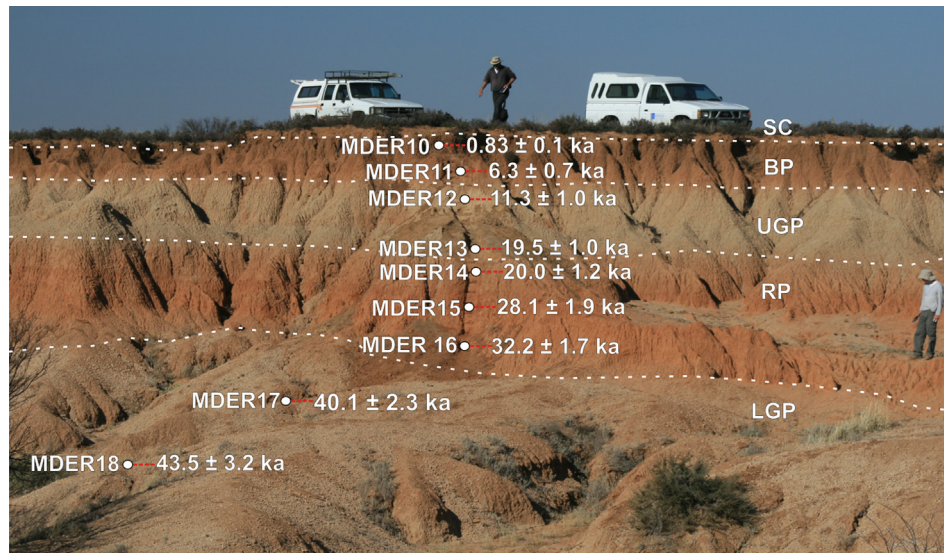 SC
MDER10 0.83 ± 0.1 ka
BP
MDER11 6.3 ± 0.7 ka
MDER12 11.3 ± 1.0 ka
UGP
MDER13 19.5 ± 1.0 ka
MDER14 20.0 ± 1.2 ka
RP
MDER15 28.1 ± 1.9 ka
MDER 16 32.2 ± 1.7 ka
MDER17 40.1 ± 2.3 ka
LGP
MDER18 43.5 ± 3.2 ka